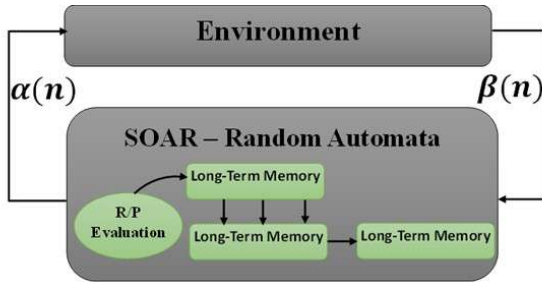 Environment
α(n)
β(n)
SOAR – Random Automata
Long-Term Memory
R/P
Evaluation
Long-Term Memory
Long-Term Memory